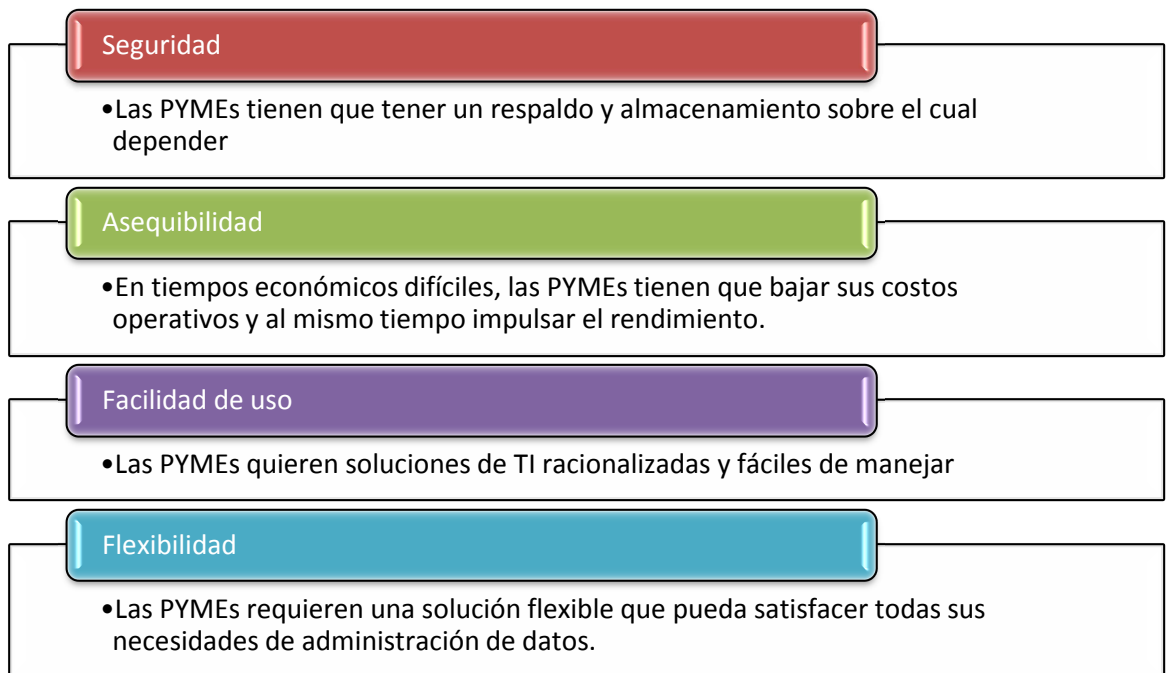 Seguridad
•Las PYMEs tienen que tener un respaldo y almacenamiento sobre el cual
depender
Asequibilidad
•En tiempos económicos difíciles, las PYMEs tienen que bajar sus costos
operativos y al mismo tiempo impulsar el rendimiento.
Facilidad de uso
•Las PYMEs quieren soluciones de TI racionalizadas y fáciles de manejar
Flexibilidad
•Las PYMEs requieren una solución flexible que pueda satisfacer todas sus
necesidades de administración de datos.